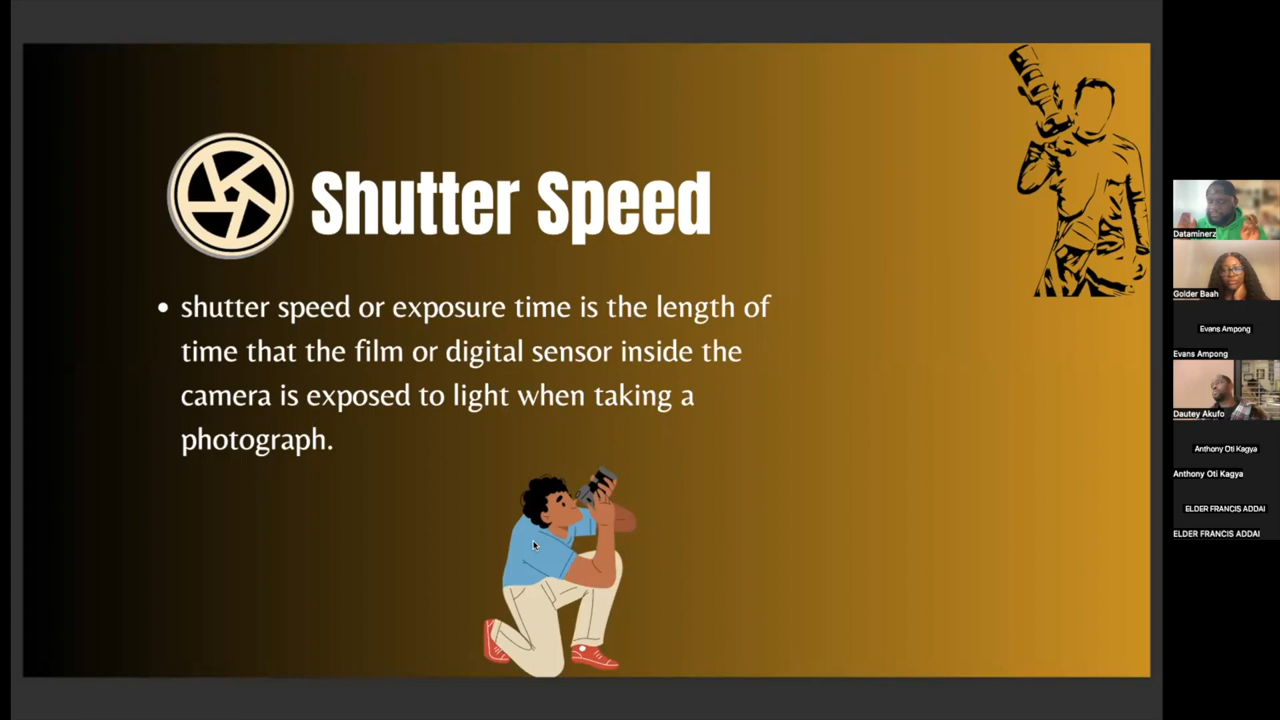 Shutter Speed
• shutter speed or exposure time is the length of
time that the film or digital sensor inside the
camera is exposed to light when taking a
photograph.
Dataminerz
Golder Baah
Evans Ampong
Evans Ampong
Dautey Akufo
Anthony Oti Kagya
Anthony Oti Kagya
ELDER FRANCIS ADDAI
ELDER FRANCIS ADDAI